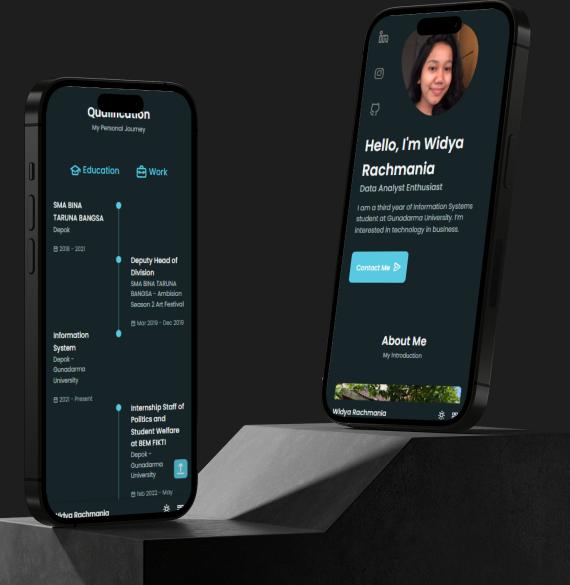 Qualification
My Personal Journey
Education
Work
SMA BINA
TARUNA BANGSA
Depok
2018 - 2021
Deputy Head of
Division
SMA BINA TARUNA
BANGSA - Ambision
Season 2 Art Festival
Mar 2019 - Dec 2019
Information
System
Depok -
Gunadarma
University
2021 - Present
Internship Staff of
Politics and
Student Welfare
at BEM FIKTI
Depok -
Gunadarma
University
feb 2022 - May
Widya Rachmania
Hello, I'm Widya
Rachmania
Data Analyst Enthusiast
I am a third year of Information Systems
student at Gunadarma University. I'm
interested in technology in business.
Contact Me
About Me
My Introduction
Widya Rachmania